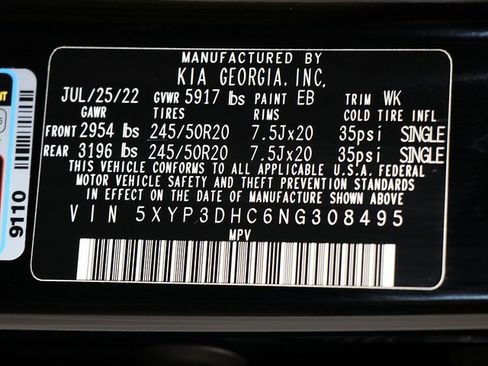 MANUFACTURED BY
KIA GEORGIA, INC.
JUL/25/22 GVWR 5917 lbs PAINT EB TRIM WK
GAWR TIRES RIMS COLD TIRE INFL
FRONT 2954 lbs 245/50R20 7.5Jx20 35psi SINGLE
REAR 3196 lbs 245/50R20 7.5Jx20 35psi SINGLE
THIS VEHICLE CONFORMS TO ALL APPLICABLE U.S.A. FEDERAL
MOTOR VEHICLE SAFETY AND THEFT PREVENTION STANDARDS
IN EFFECT ON THE DATE OF MANUFACTURE SHOWN ABOVE
VIN 5XYP3DHC6NG308495
MPV
9110